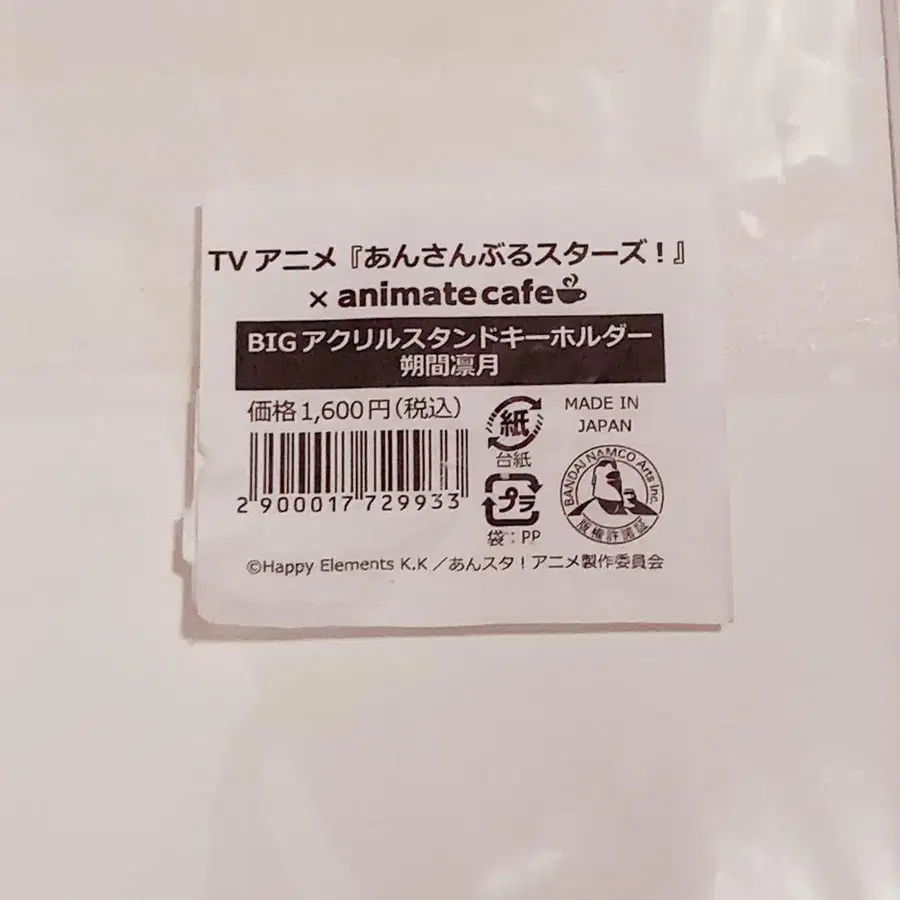 TVアニメ『あんさんぶるスターズ！』
× animatecafe
BIGアクリルスタンドキーホルダー
朔間凛月
価格1,600円(税込)
2 900017 729933
紙
台紙
プラ
袋：PP
MADE IN
JAPAN
BANDAI NAMCO Arts Inc.
版権許諾証
©Happy Elements K.K／あんスタ！アニメ製作委員会